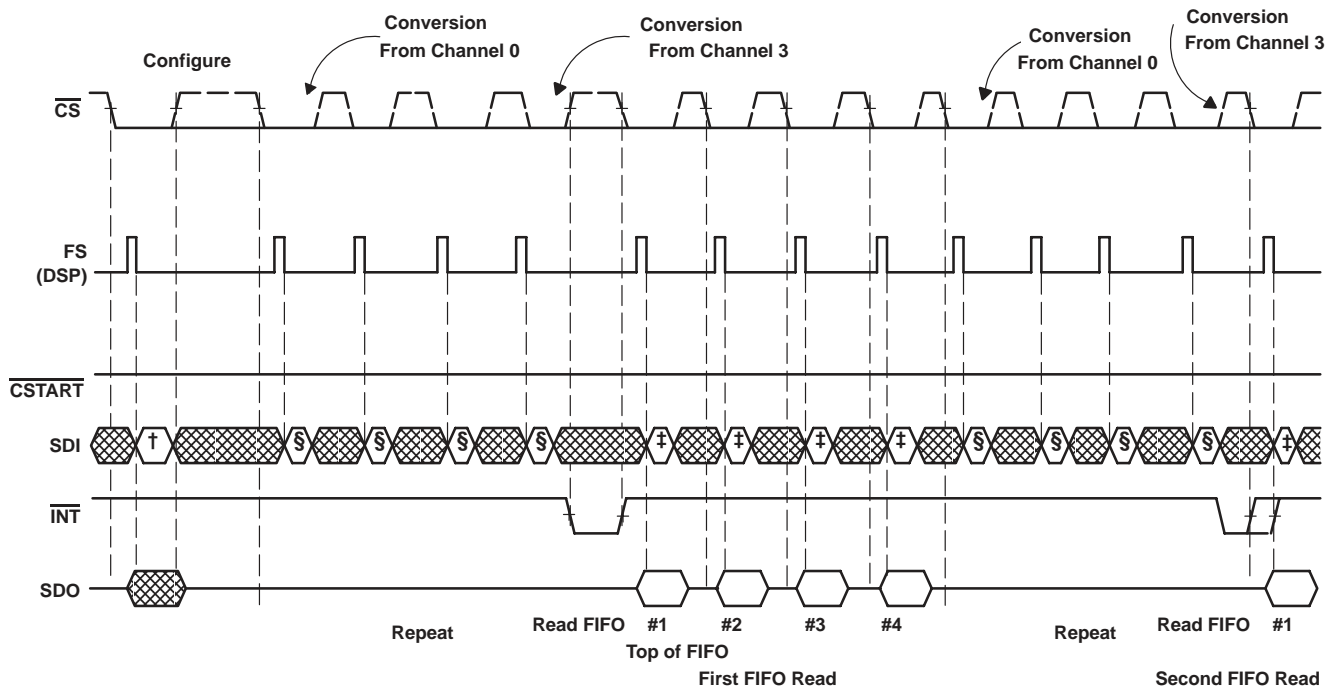 Configure
Conversion
From Channel 0
Conversion
From Channel 3
Conversion
From Channel 0
Conversion
From Channel 3
CS
FS
(DSP)
CSTART
SDI † § § § § ‡ ‡ ‡ ‡ § § § § ‡
INT
SDO
Repeat
Read FIFO #1 #2 #3 #4
Top of FIFO
First FIFO Read
Repeat
Read FIFO #1
Second FIFO Read